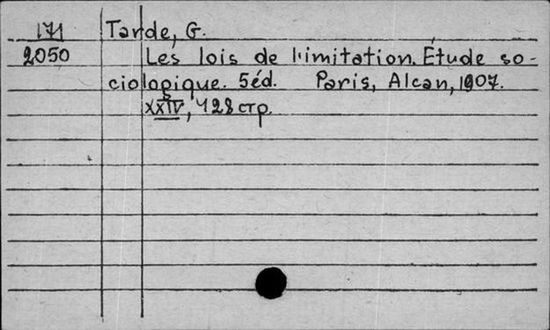 171 Tarde, G.
2050 Les lois de l'imitation. Étude so-
ciologique. 5éd. Paris, Alcan, 1907.
XXIV, 428 стр.